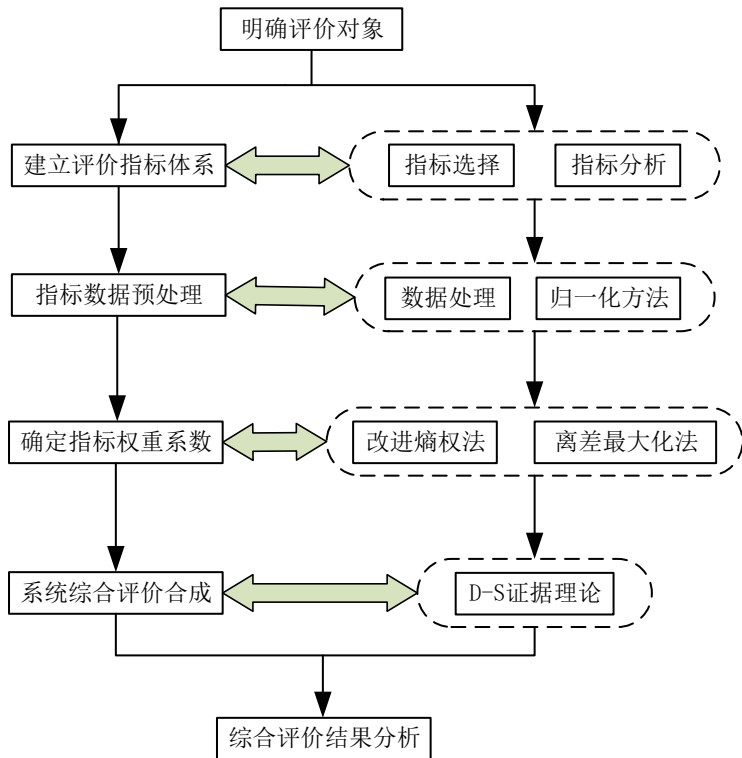 明确评价对象
建立评价指标体系
指标选择
指标分析
指标数据预处理
数据处理
归一化方法
确定指标权重系数
改进熵权法
离差最大化法
系统综合评价合成
D-S证据理论
综合评价结果分析